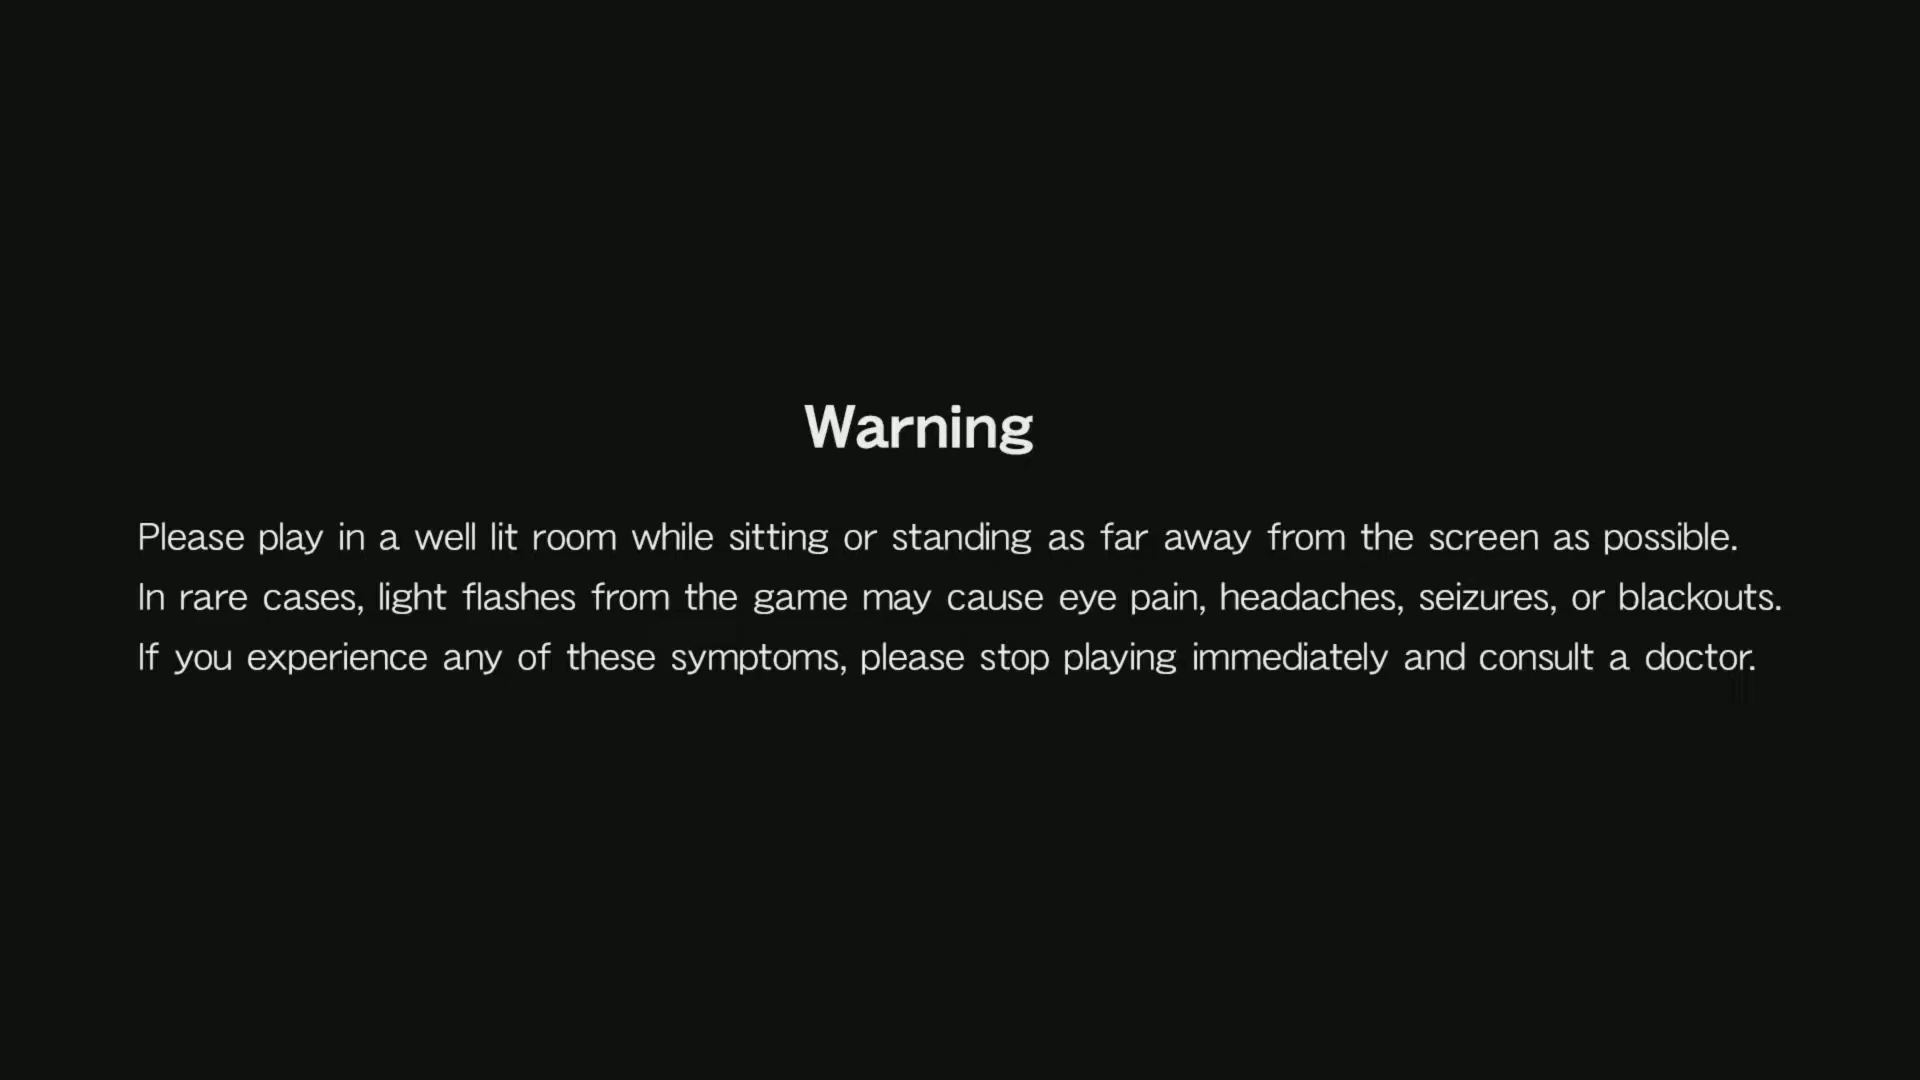 Warning
Please play in a well lit room while sitting or standing as far away from the screen as possible.
In rare cases, light flashes from the game may cause eye pain, headaches, seizures, or blackouts.
If you experience any of these symptoms, please stop playing immediately and consult a doctor.